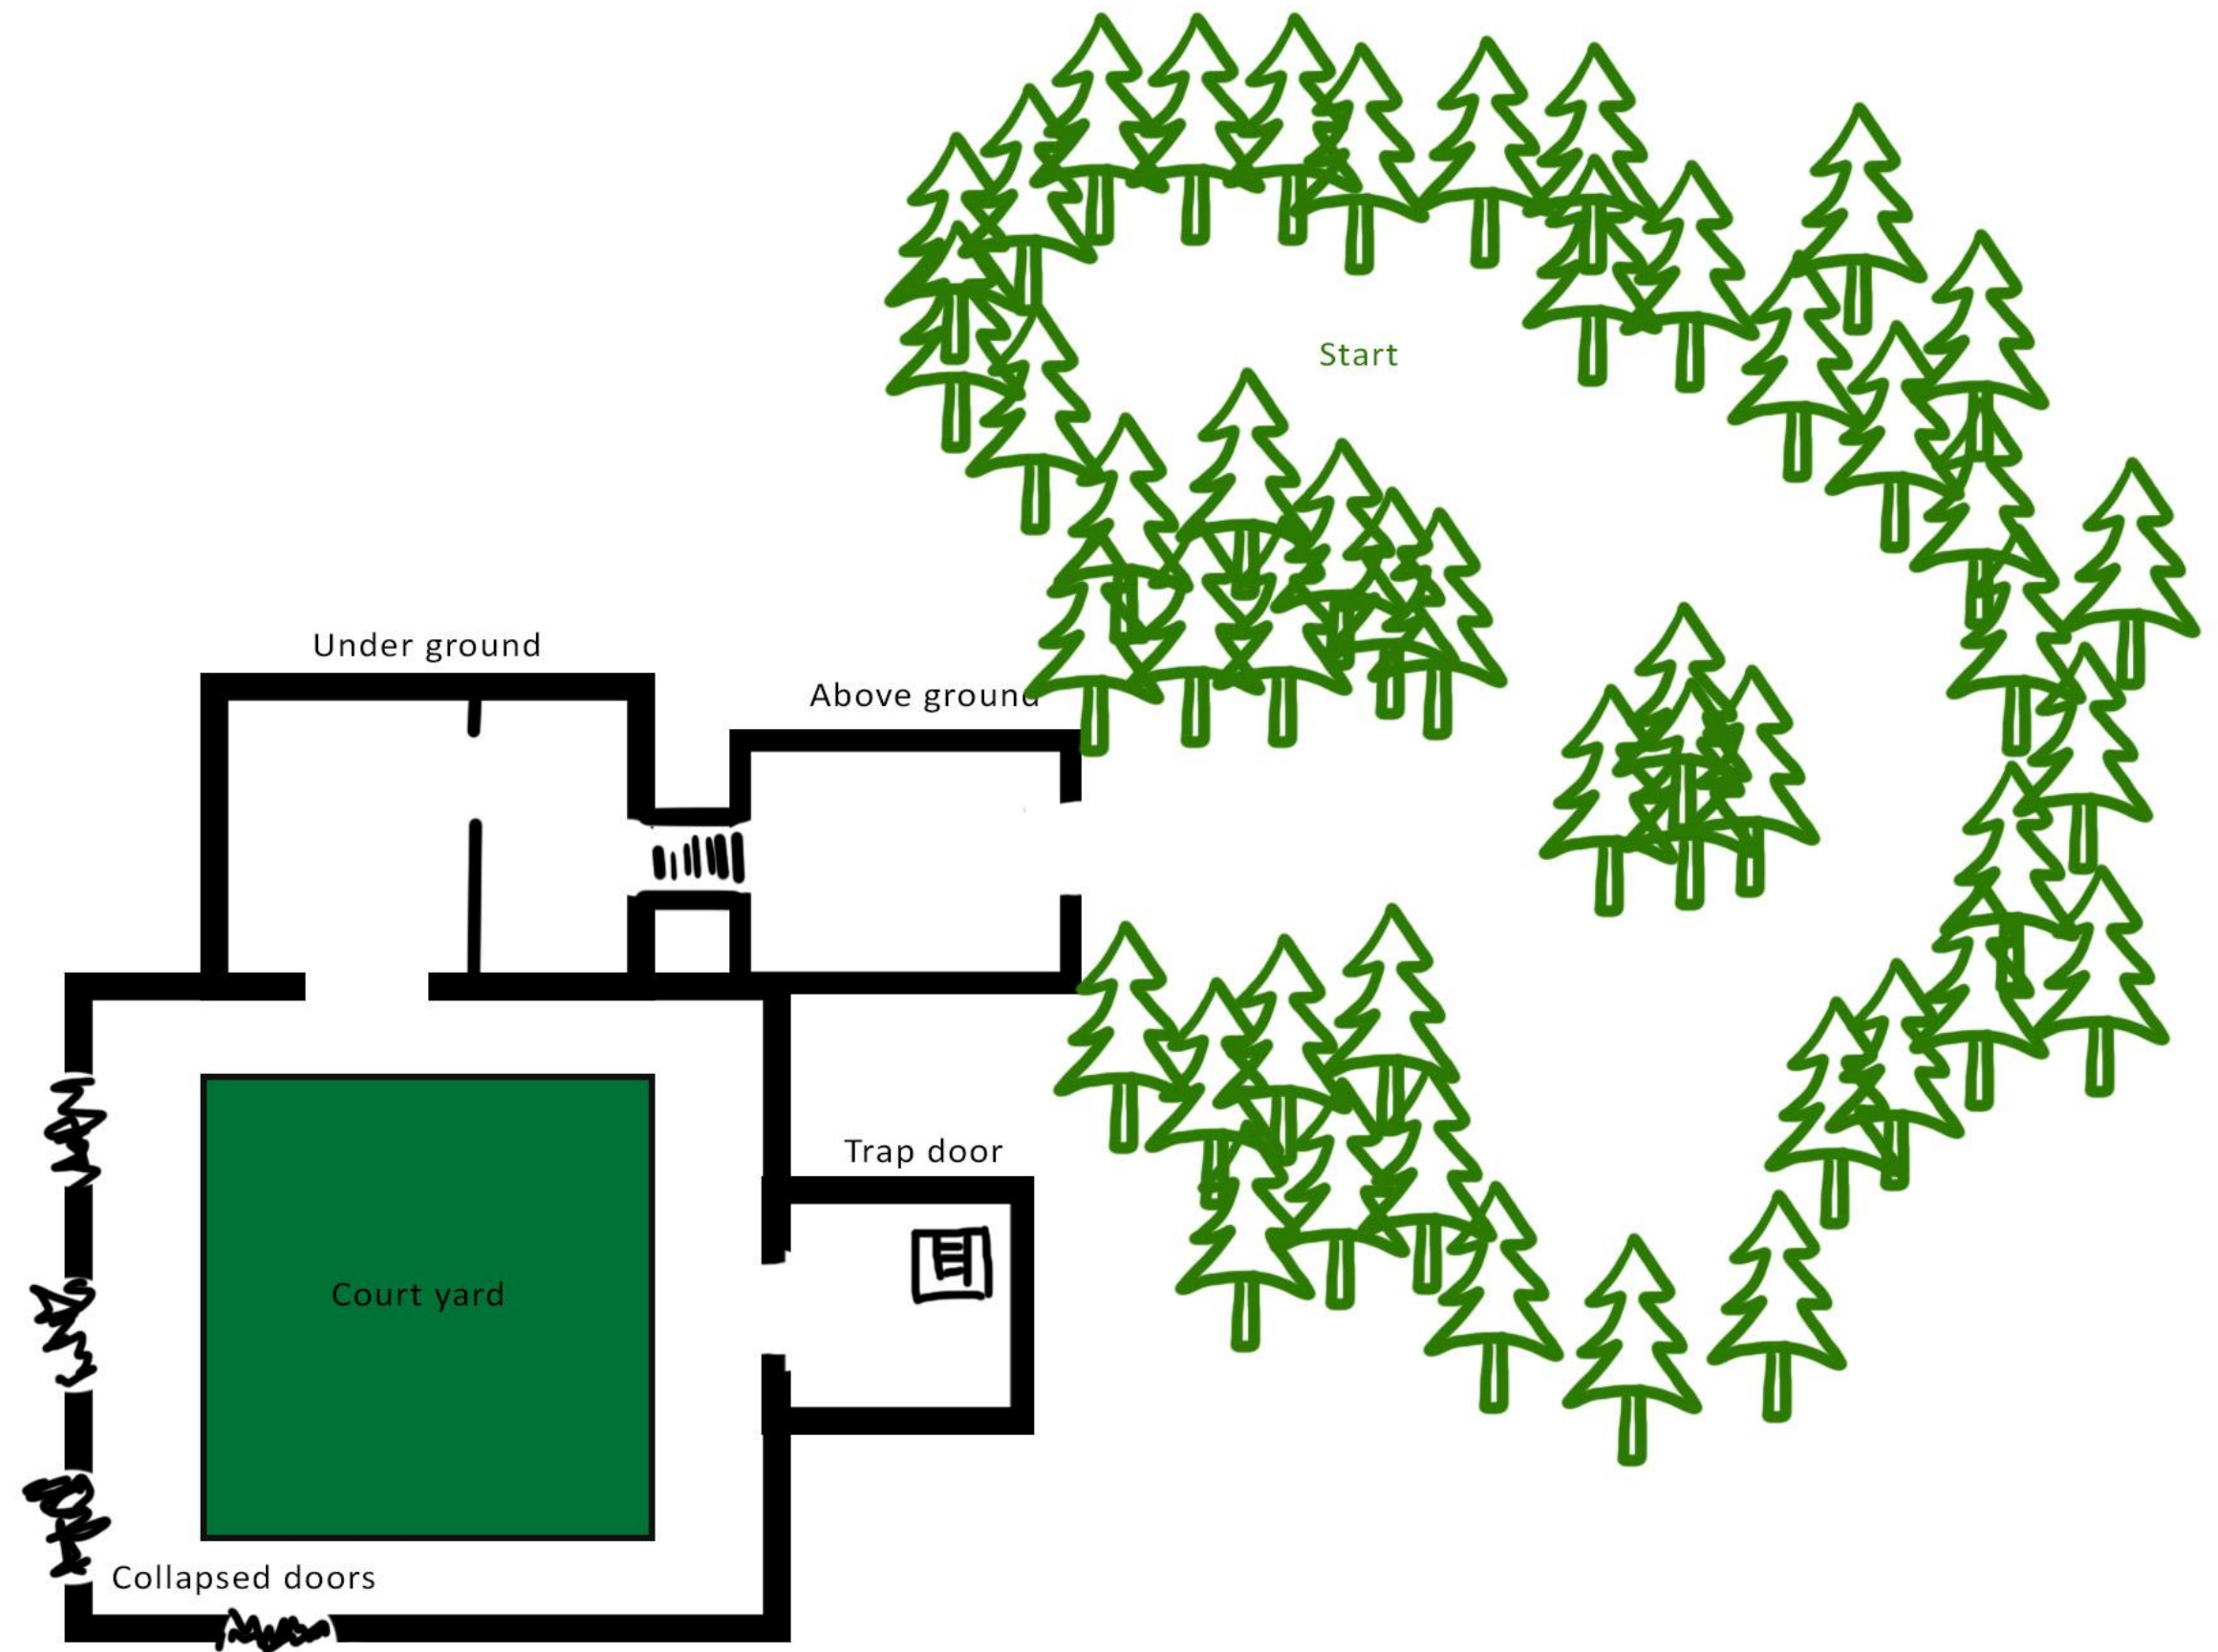 Start
Under ground
Above ground
Trap door
Court yard
Collapsed doors